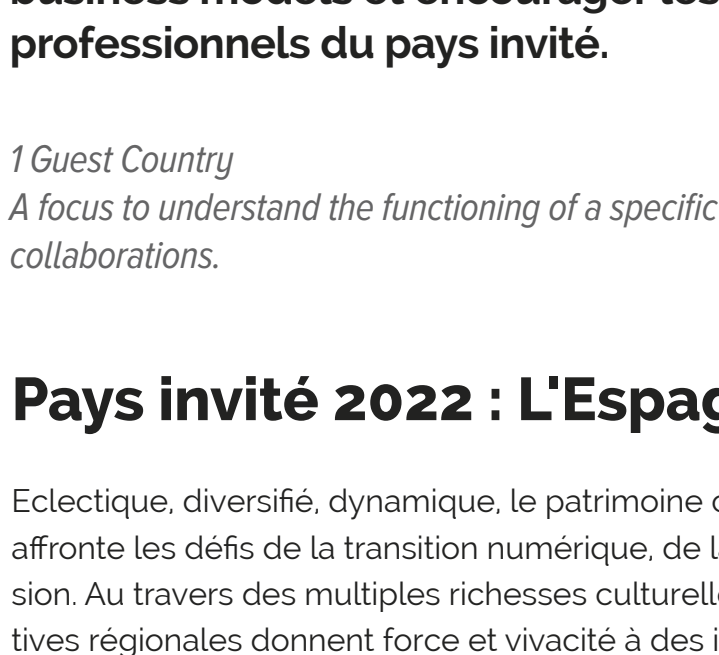 professionnels du pays invité.
1 Guest Country
A focus to understand the functioning of a specific
collaborations.
Pays invité 2022 : L'Espag
Eclectique, diversifié, dynamique, le patrimoine
affronte les défis de la transition numérique, de
sion. Au travers des multiples richesses culturell
tives régionales donnent force et vivacité à des